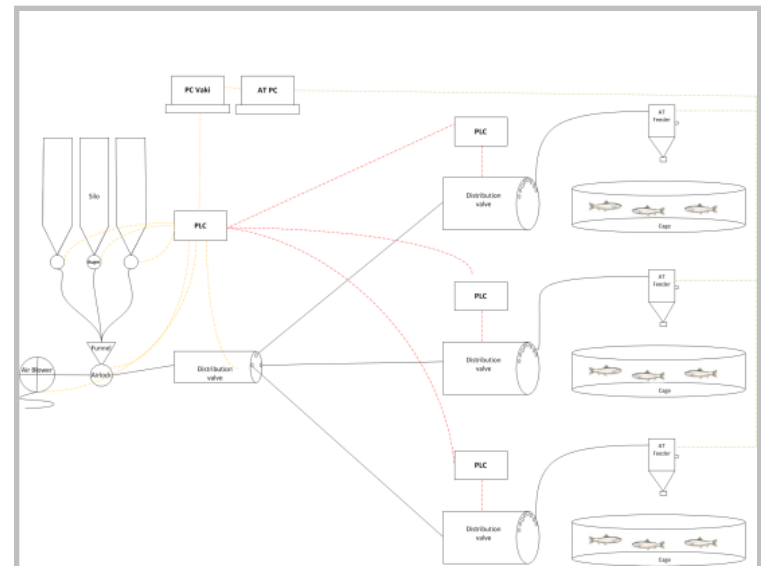 PC Vaki
AT PC
PLC
AT
Feeder
Silo
Distribution
valve
Cage
PLC
PLC
AT
Feeder
Funnel
Air Blower
Airlock
Distribution
valve
Distribution
valve
Cage
PLC
AT
Feeder
Distribution
valve
Cage